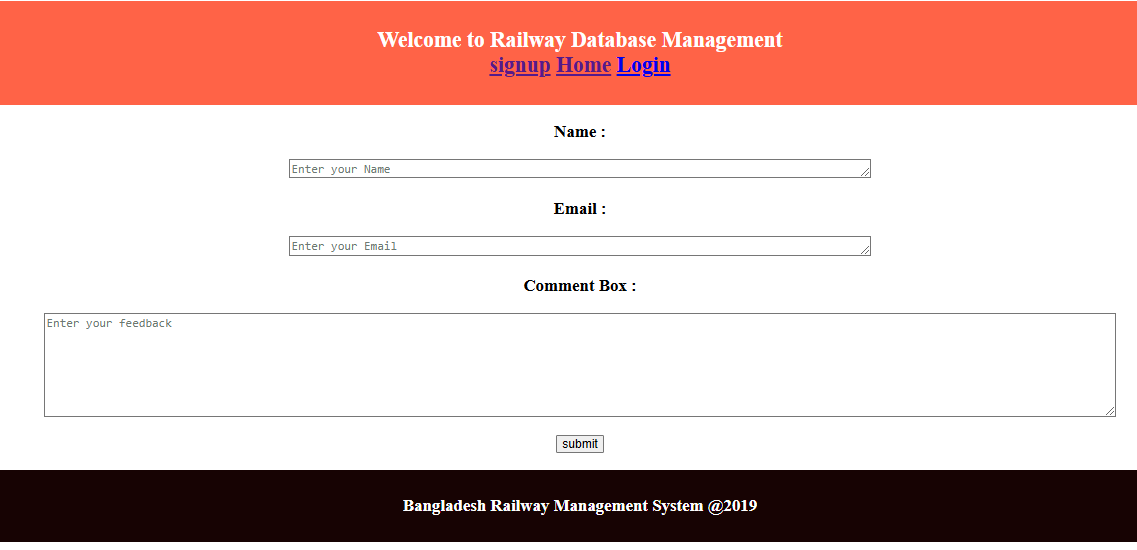 Welcome to Railway Database Management
signup Home Login
Name :
Enter your Name
Email :
Enter your Email
Comment Box :
Enter your feedback
submit
Bangladesh Railway Management System @2019